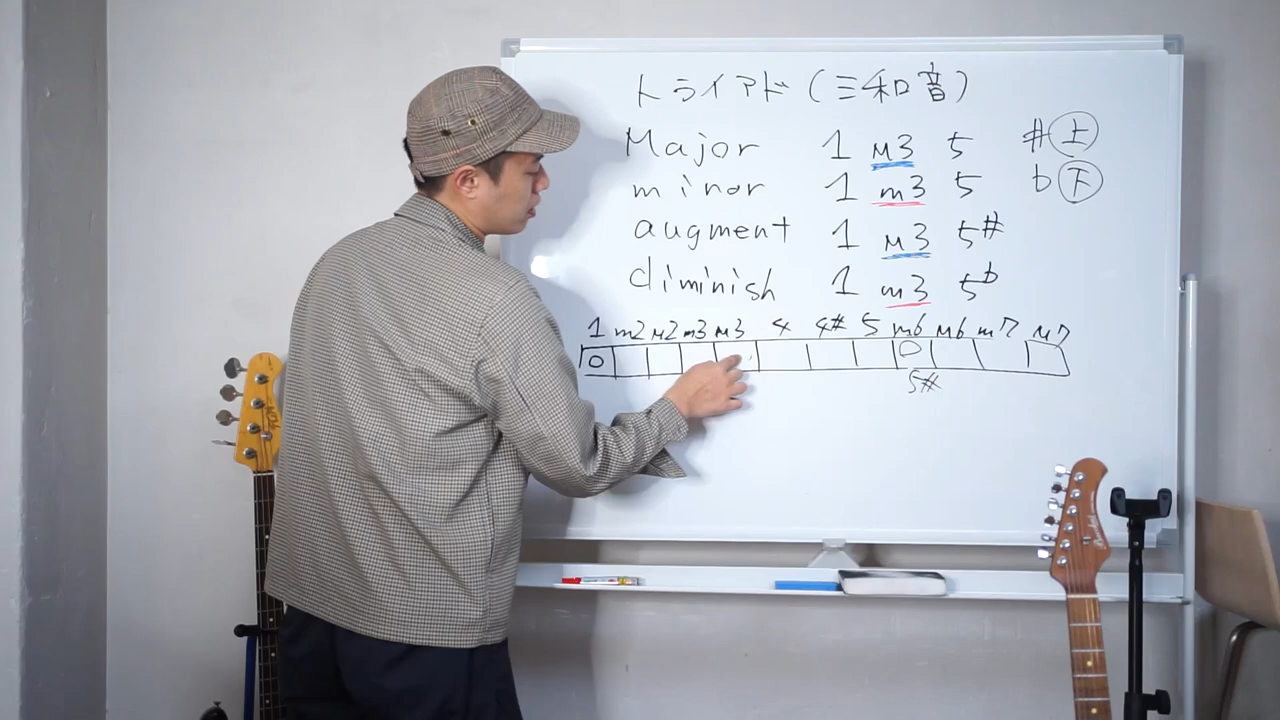 トライアド(三和音)
Major 1 M3 5 #上
minor 1 m3 5 b下
augment 1 M3 5#
diminish 1 m3 5b
1 m2 M2 m3 M3 4 4# 5 m6 M6 m7 M7
O O
5#